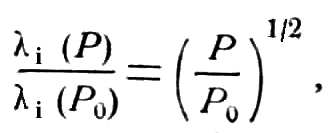 λᵢ (P) / λᵢ (P₀) = (P / P₀)^1/2 ,